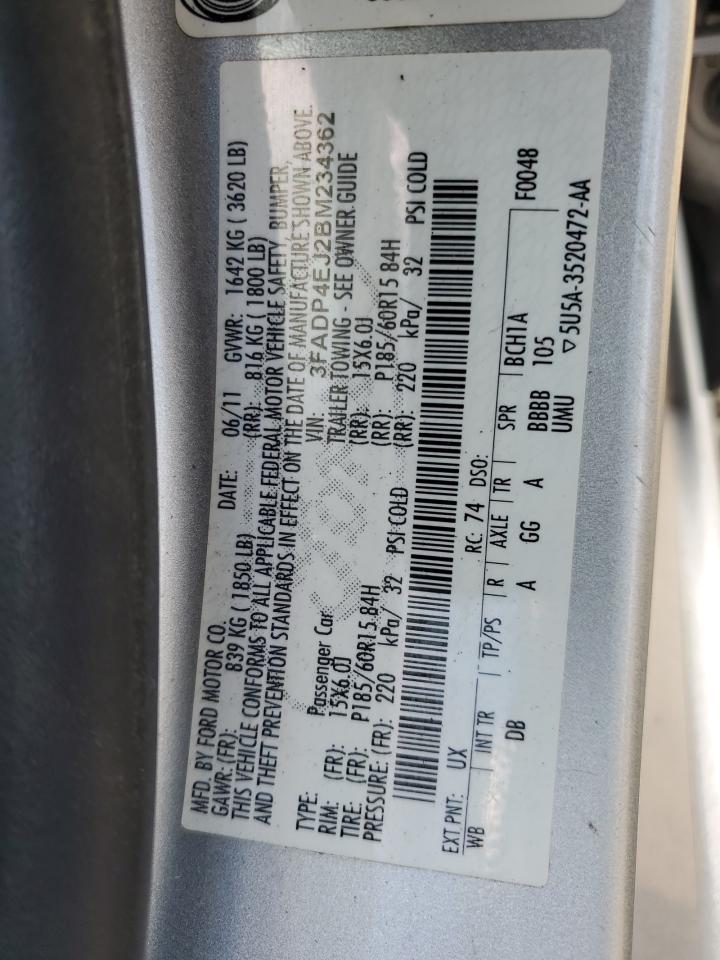 MFD. BY FORD MOTOR CO. DATE: 06/11 GVWR: 1642 KG ( 3620 LB)
GAWR: (FR): 839 KG ( 1850 LB) (RR): 816 KG ( 1800 LB)
THIS VEHICLE CONFORMS TO ALL APPLICABLE FEDERAL MOTOR VEHICLE SAFETY, BUMPER,
AND THEFT PREVENTION STANDARDS IN EFFECT ON THE DATE OF MANUFACTURE SHOWN ABOVE.
VIN: 3FADP4EJ2BM234362
TYPE: Passenger Car TRAILER TOWING - SEE OWNER GUIDE
RIM: (FR): 15X6.0J (RR): 15X6.0J
TIRE: (FR): P185/60R15 84H (RR): P185/60R15 84H
PRESSURE: (FR): 220 kPa/ 32 PSI COLD (RR): 220 kPa/ 32 PSI COLD
EXT PNT: UX RC: 74 DSO: F0048
WB INT TR TP/PS R AXLE TR SPR BCH1A
DB A GG A BBBB 105
UMU ▽5U5A-3520472-AA